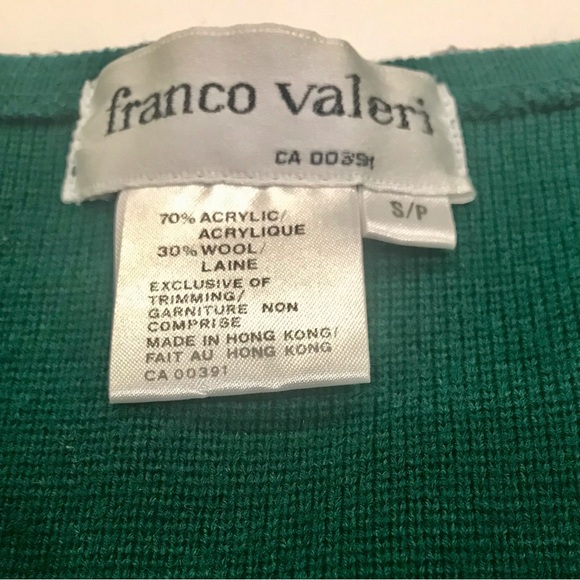 franco valeri
CA 00391
S/P
70% ACRYLIC/
ACRYLIQUE
30% WOOL/
LAINE
EXCLUSIVE OF
TRIMMING/
GARNITURE NON
COMPRISE
MADE IN HONG KONG/
FAIT AU HONG KONG
CA 00391